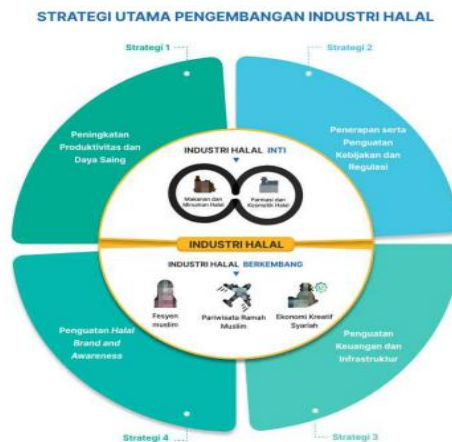 STRATEGI UTAMA PENGEMBANGAN INDUSTRI HALAL
Strategi 1
Strategi 2
Peningkatan
Produktivitas dan
Daya Saing
Penerapan serta
Penguatan
Kebijakan dan
Regulasi
INDUSTRI HALAL INTI
Makanan dan
Minuman Halal
Farmasi dan
Kosmetik Halal
INDUSTRI HALAL
INDUSTRI HALAL BERKEMBANG
Fesyen
muslim
Pariwisata Ramah
Muslim
Ekonomi Kreatif
Syariah
Penguatan Halal
Brand and
Awareness
Penguatan
Keuangan dan
Infrastruktur
Strategi 4
Strategi 3